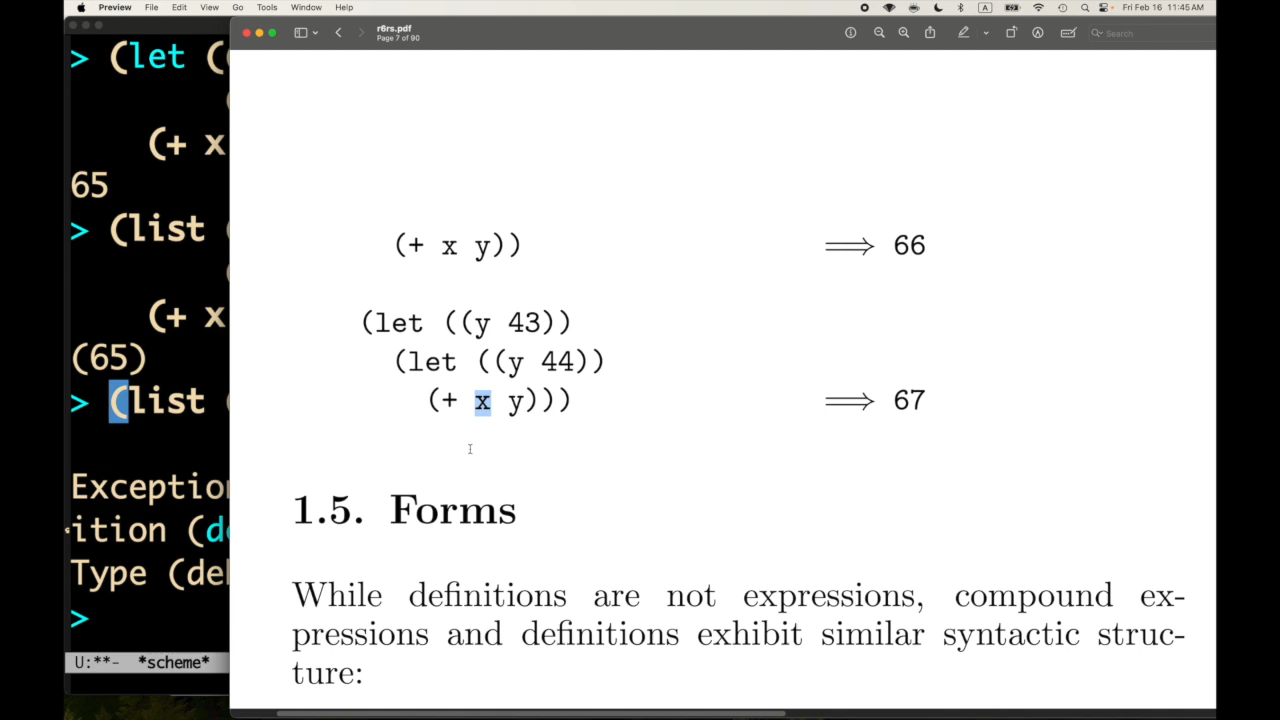 Preview File Edit View Go Tools Window Help A Fri Feb 16 11:45 AM
r6rs.pdf
Page 7 of 90
Search
> (let (
(+ x
65
> (list
(+ x
(65)
> (list
Exception
ition (de
Type (de
>
U:**- *scheme*
(+ x y)) ⟹ 66
(let ((y 43))
(let ((y 44))
(+ x y))) ⟹ 67
1.5. Forms
While definitions are not expressions, compound ex-
pressions and definitions exhibit similar syntactic struc-
ture: